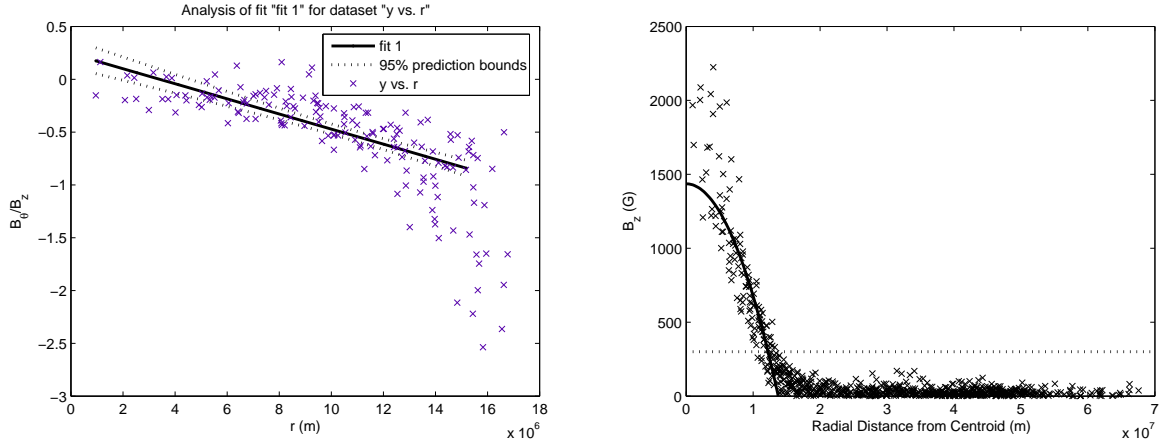 Analysis of fit "fit 1" for dataset "y vs. r"
0.5
0
−0.5
−1
−1.5
−2
−2.5
−3
B_θ/B_z
fit 1
95% prediction bounds
y vs. r
0 2 4 6 8 10 12 14 16 18
r (m)
x 10^6
2500
2000
1500
1000
500
0
B_z (G)
0 1 2 3 4 5 6 7
Radial Distance from Centroid (m)
x 10^7